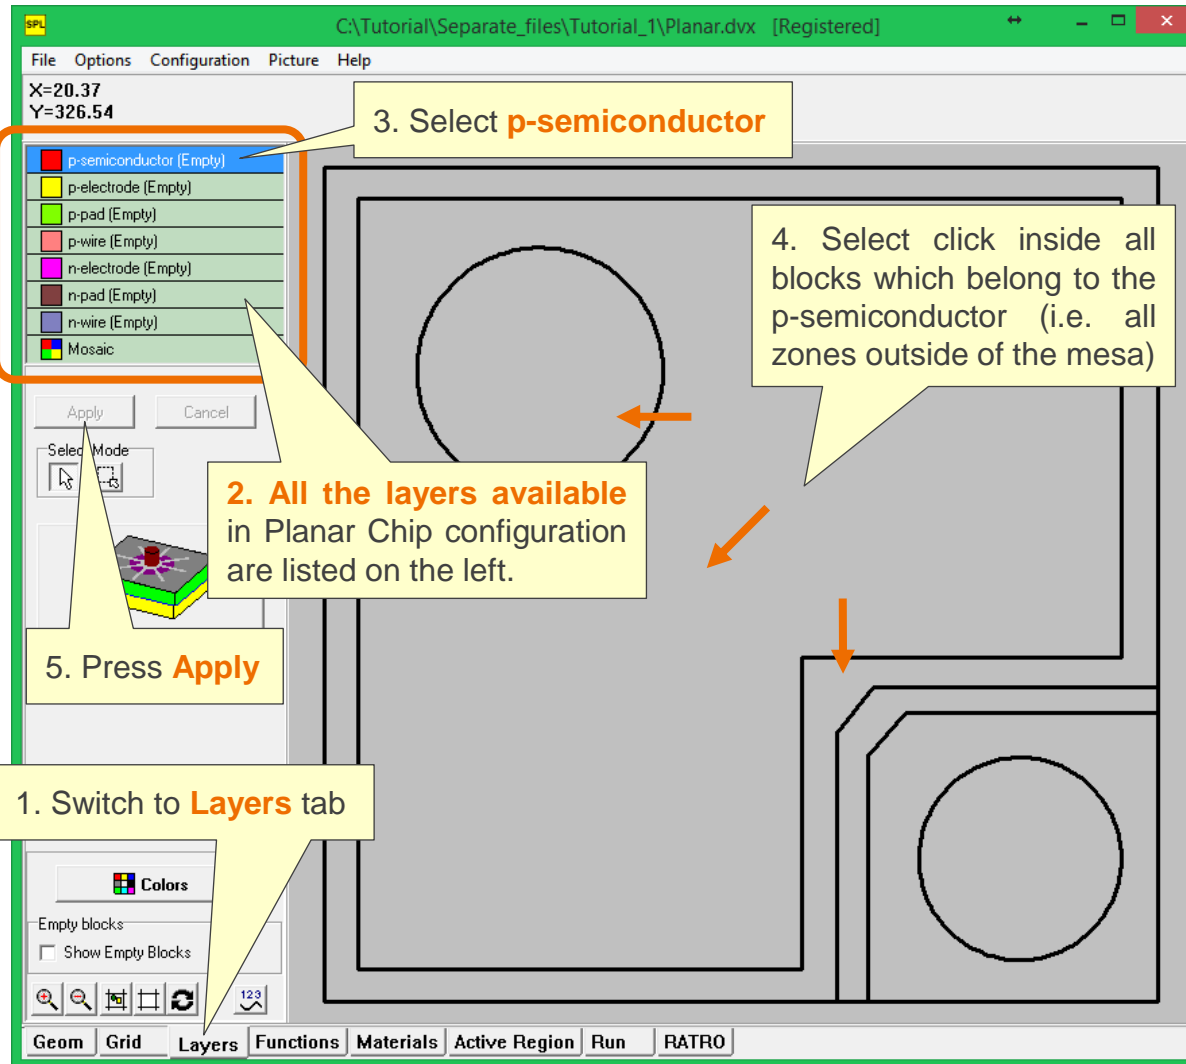 SPL
C:\Tutorial\Separate_files\Tutorial_1\Planar.dvx [Registered]
File Options Configuration Picture Help
X=20.37
Y=326.54
3. Select p-semiconductor
p-semiconductor (Empty)
p-electrode (Empty)
p-pad (Empty)
p-wire (Empty)
n-electrode (Empty)
n-pad (Empty)
n-wire (Empty)
Mosaic
4. Select click inside all
blocks which belong to the
p-semiconductor (i.e. all
zones outside of the mesa)
Apply Cancel
Select Mode
2. All the layers available
in Planar Chip configuration
are listed on the left.
5. Press Apply
1. Switch to Layers tab
Colors
Empty blocks
Show Empty Blocks
123
Geom Grid Layers Functions Materials Active Region Run RATRO